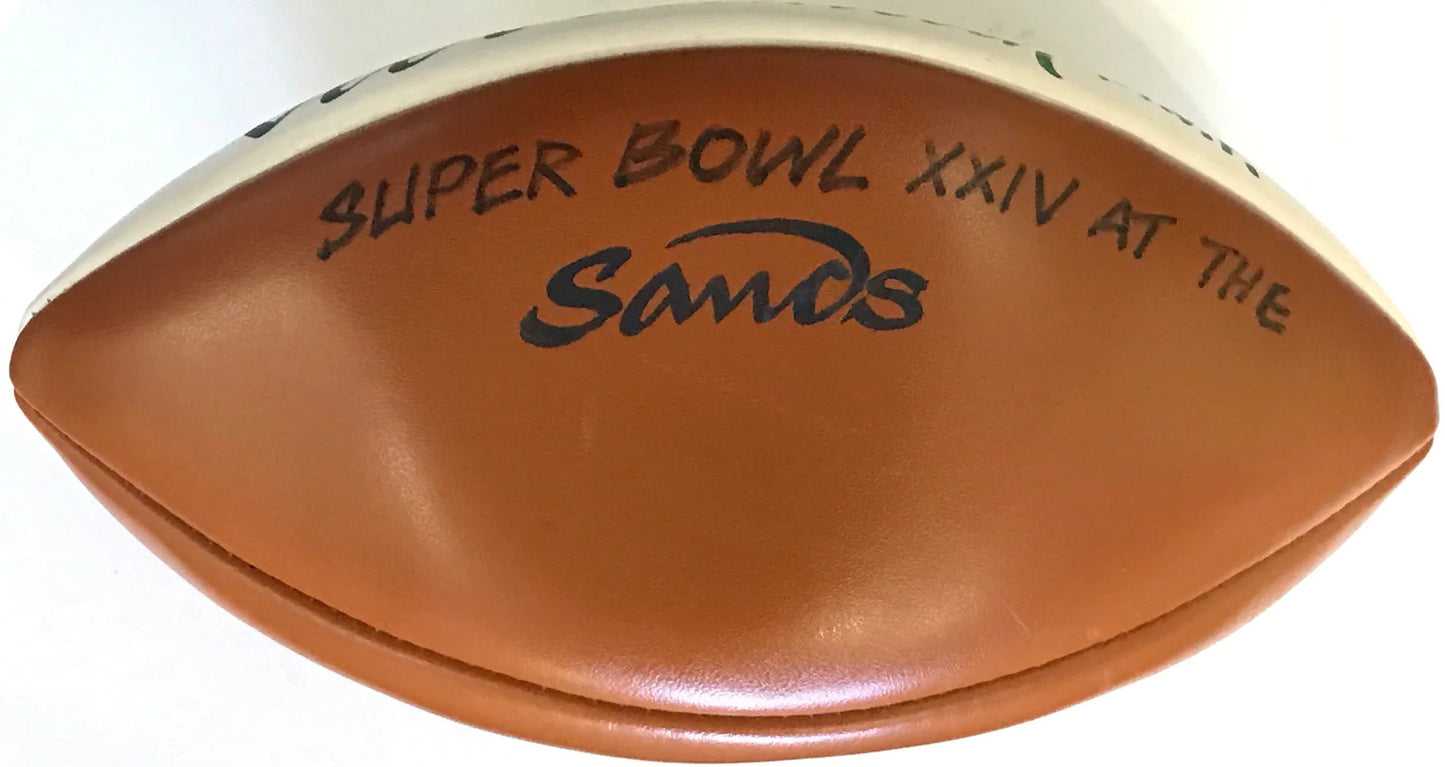 SUPER BOWL XXIV AT THE
Sands